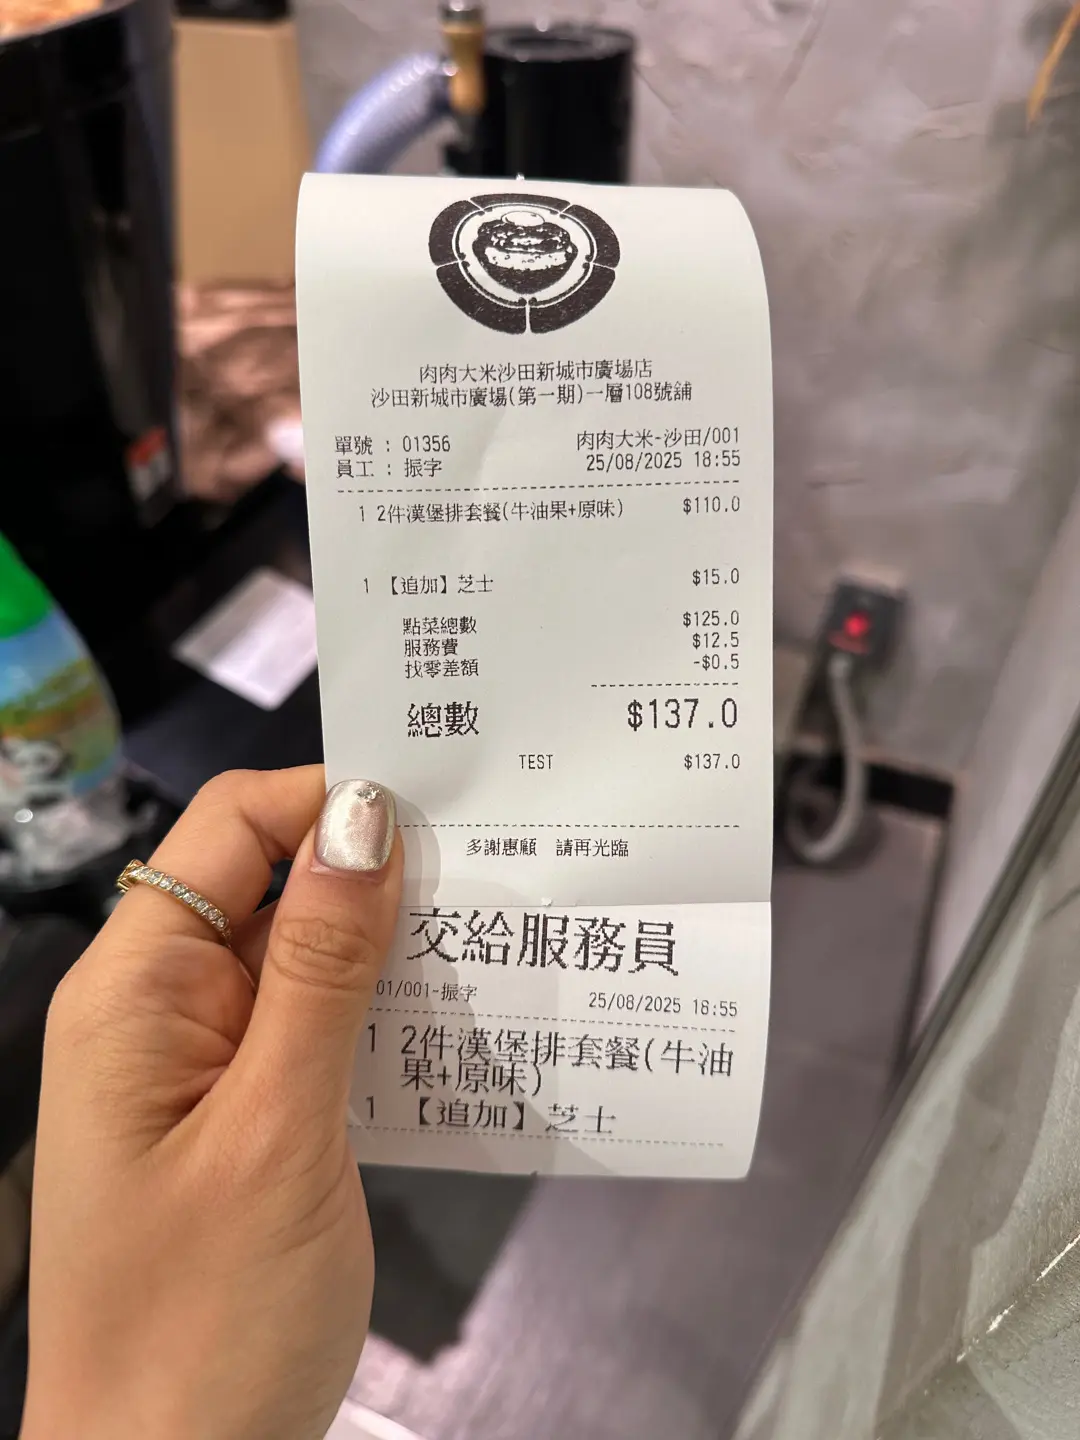 肉肉大米沙田新城市廣場店
沙田新城市廣場(第一期)一層108號舖
單號 : 01356 肉肉大米-沙田/001
員工 : 振字 25/08/2025 18:55
1 2件漢堡排套餐(牛油果+原味) $110.0
1 【追加】芝士 $15.0
點菜總數 $125.0
服務費 $12.5
找零差額 -$0.5
總數 $137.0
TEST $137.0
多謝惠顧 請再光臨
交給服務員
01/001-振字 25/08/2025 18:55
1 2件漢堡排套餐(牛油
果+原味)
1 【追加】芝士